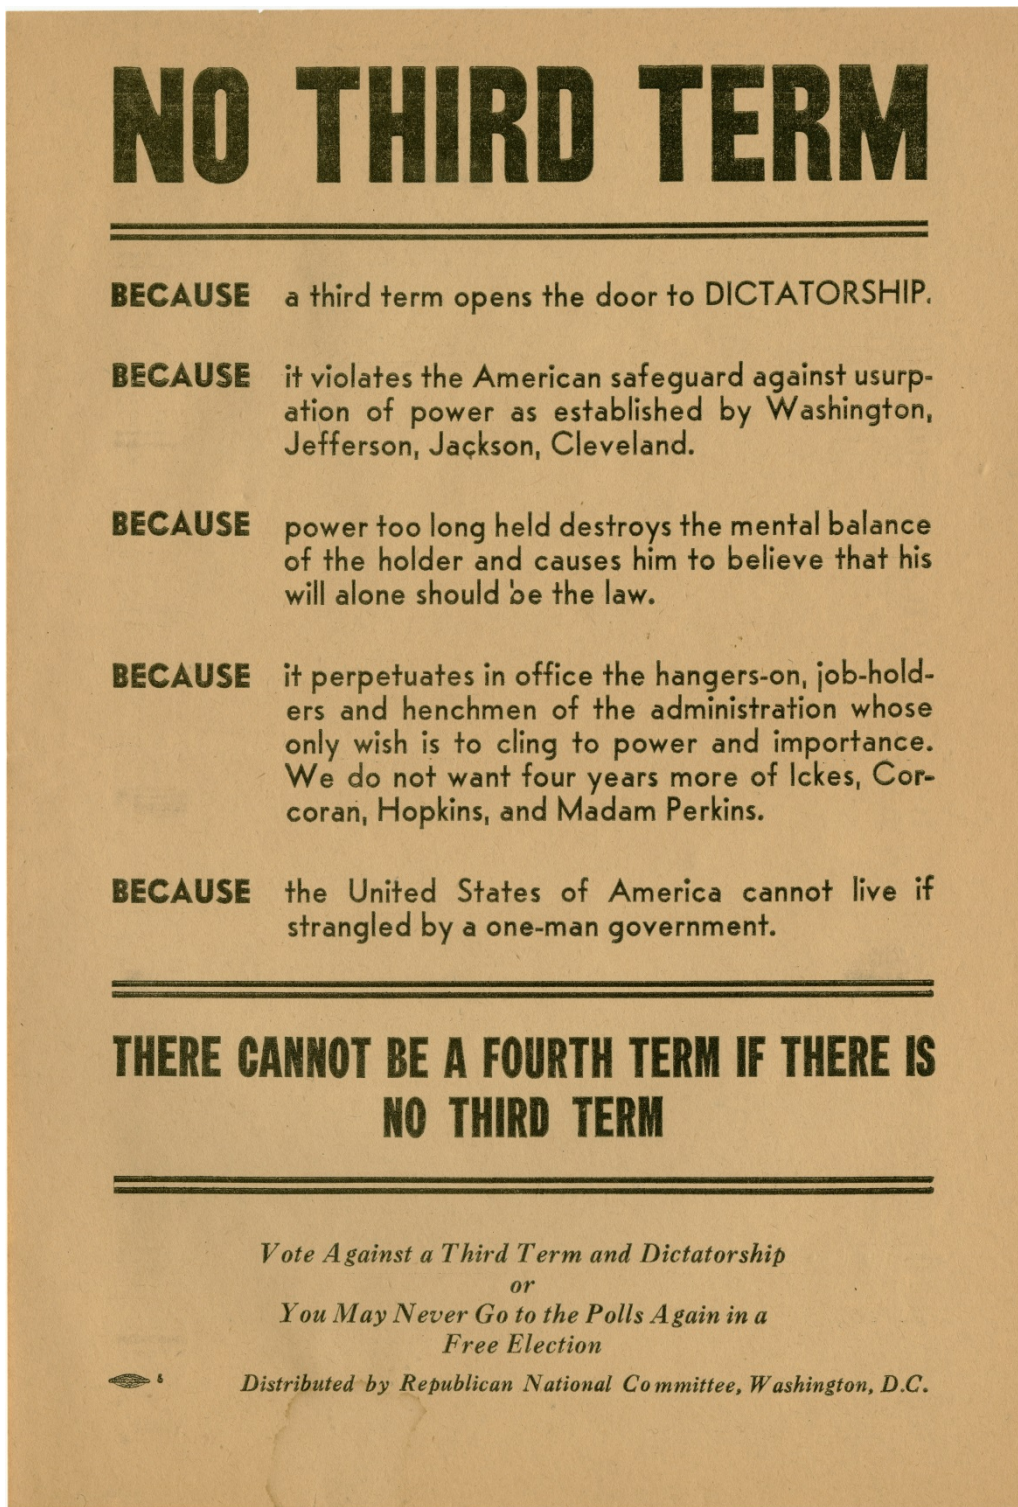 NO THIRD TERM
BECAUSE a third term opens the door to DICTATORSHIP.
BECAUSE it violates the American safeguard against usurp-
ation of power as established by Washington,
Jefferson, Jackson, Cleveland.
BECAUSE power too long held destroys the mental balance
of the holder and causes him to believe that his
will alone should be the law.
BECAUSE it perpetuates in office the hangers-on, job-hold-
ers and henchmen of the administration whose
only wish is to cling to power and importance.
We do not want four years more of Ickes, Cor-
coran, Hopkins, and Madam Perkins.
BECAUSE the United States of America cannot live if
strangled by a one-man government.
THERE CANNOT BE A FOURTH TERM IF THERE IS
NO THIRD TERM
Vote Against a Third Term and Dictatorship
or
You May Never Go to the Polls Again in a
Free Election
Distributed by Republican National Committee, Washington, D.C.